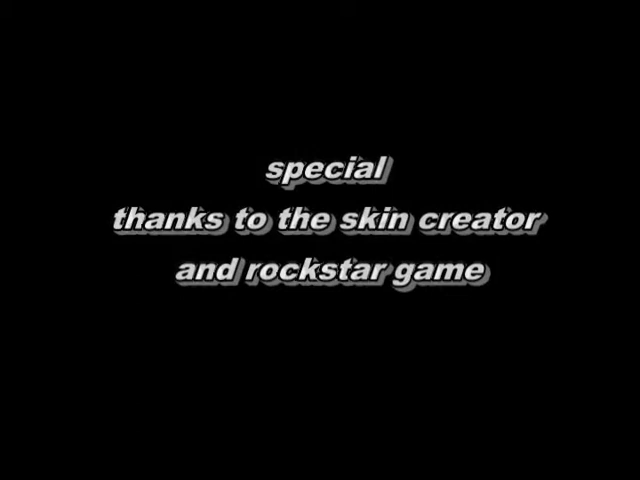 special
thanks to the skin creator
and rockstar game